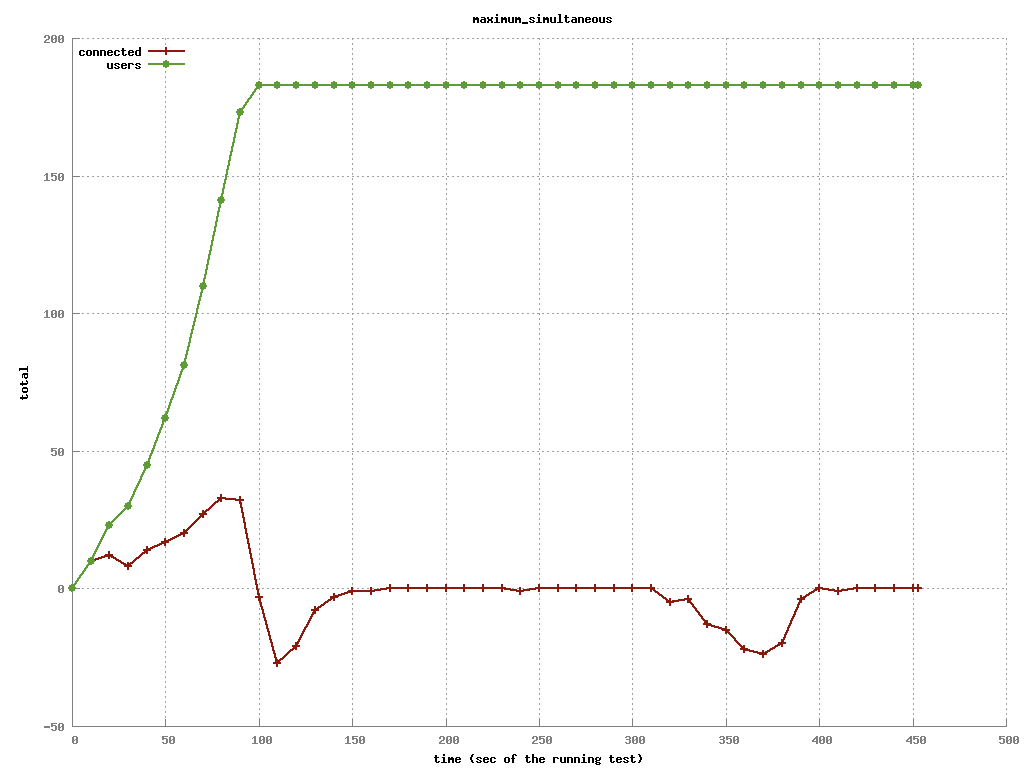 maximum_simultaneous
200
connected
users
150
100
total
50
0
-50
0 50 100 150 200 250 300 350 400 450 500
time (sec of the running test)